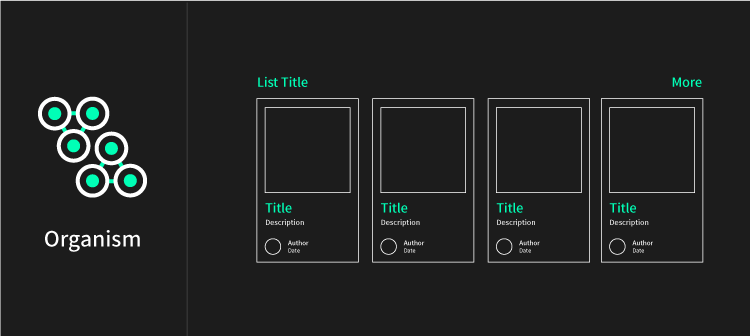 Organism
List Title
More
Title
Description
Author
Date
Title
Description
Author
Date
Title
Description
Author
Date
Title
Description
Author
Date